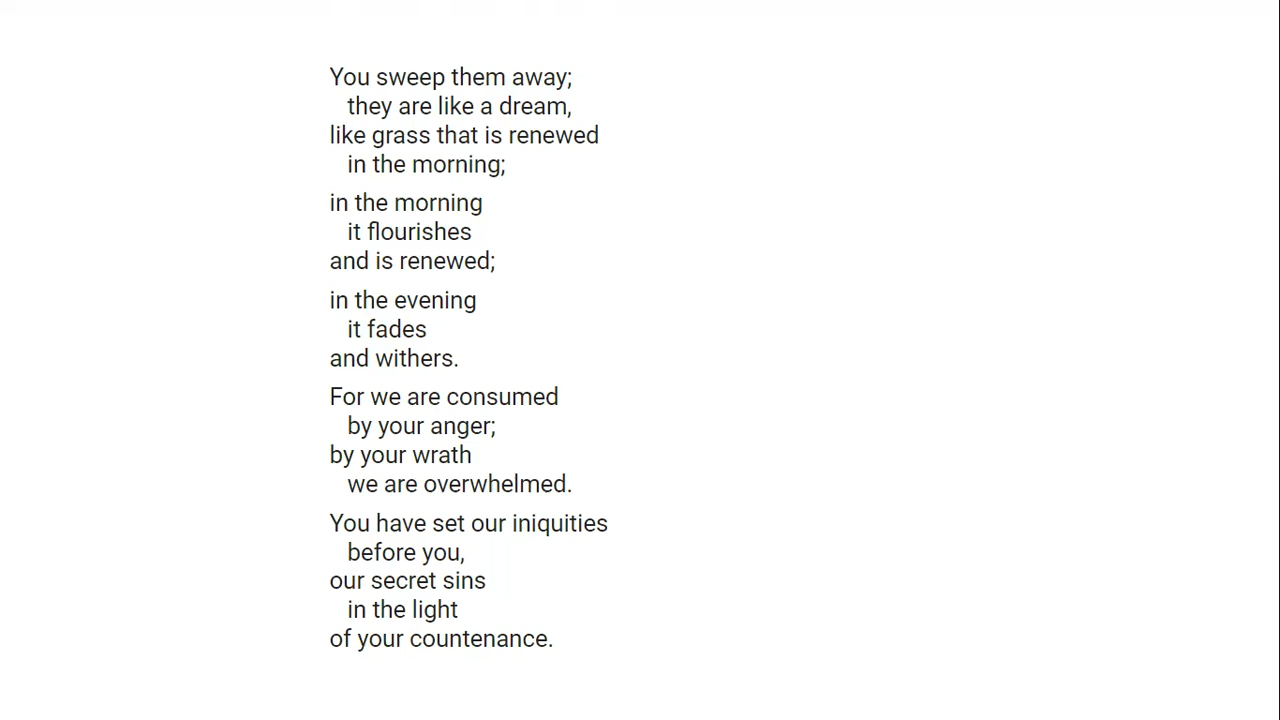 You sweep them away;
they are like a dream,
like grass that is renewed
in the morning;
in the morning
it flourishes
and is renewed;
in the evening
it fades
and withers.
For we are consumed
by your anger;
by your wrath
we are overwhelmed.
You have set our iniquities
before you,
our secret sins
in the light
of your countenance.